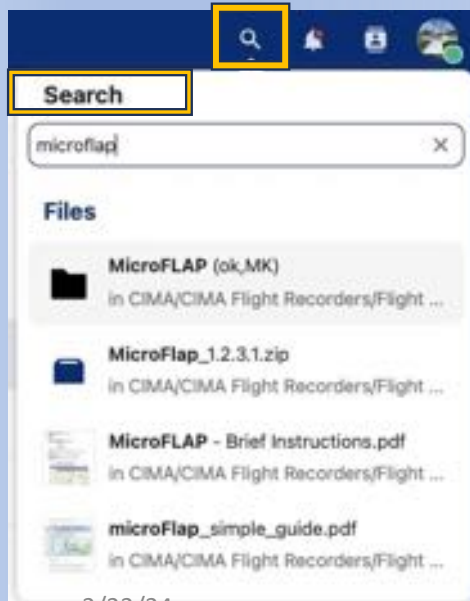 Search
microflap
Files
MicroFLAP (ok,MK)
in CIMA/CIMA Flight Recorders/Flight ...
MicroFlap_1.2.3.1.zip
in CIMA/CIMA Flight Recorders/Flight ...
MicroFLAP - Brief Instructions.pdf
in CIMA/CIMA Flight Recorders/Flight ...
microFlap_simple_guide.pdf
in CIMA/CIMA Flight Recorders/Flight ...